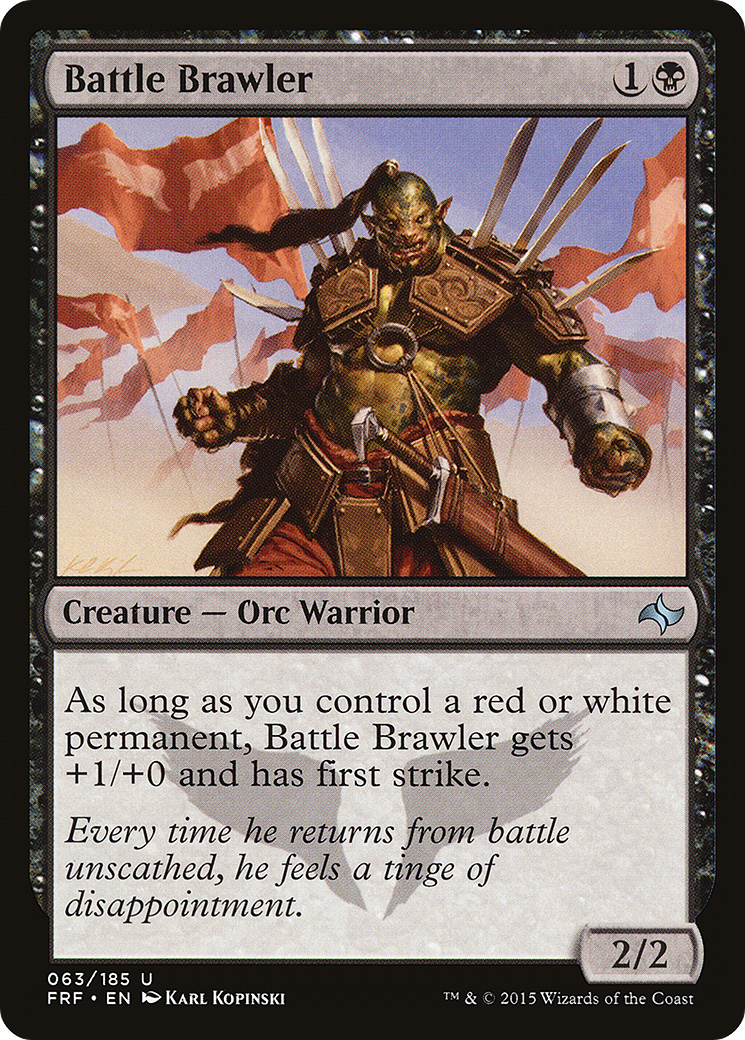 Battle Brawler 1
Creature — Orc Warrior
As long as you control a red or white
permanent, Battle Brawler gets
+1/+0 and has first strike.
Every time he returns from battle
unscathed, he feels a tinge of
disappointment.
2/2
063/185 U
FRF • EN Karl Kopinski
™ & © 2015 Wizards of the Coast